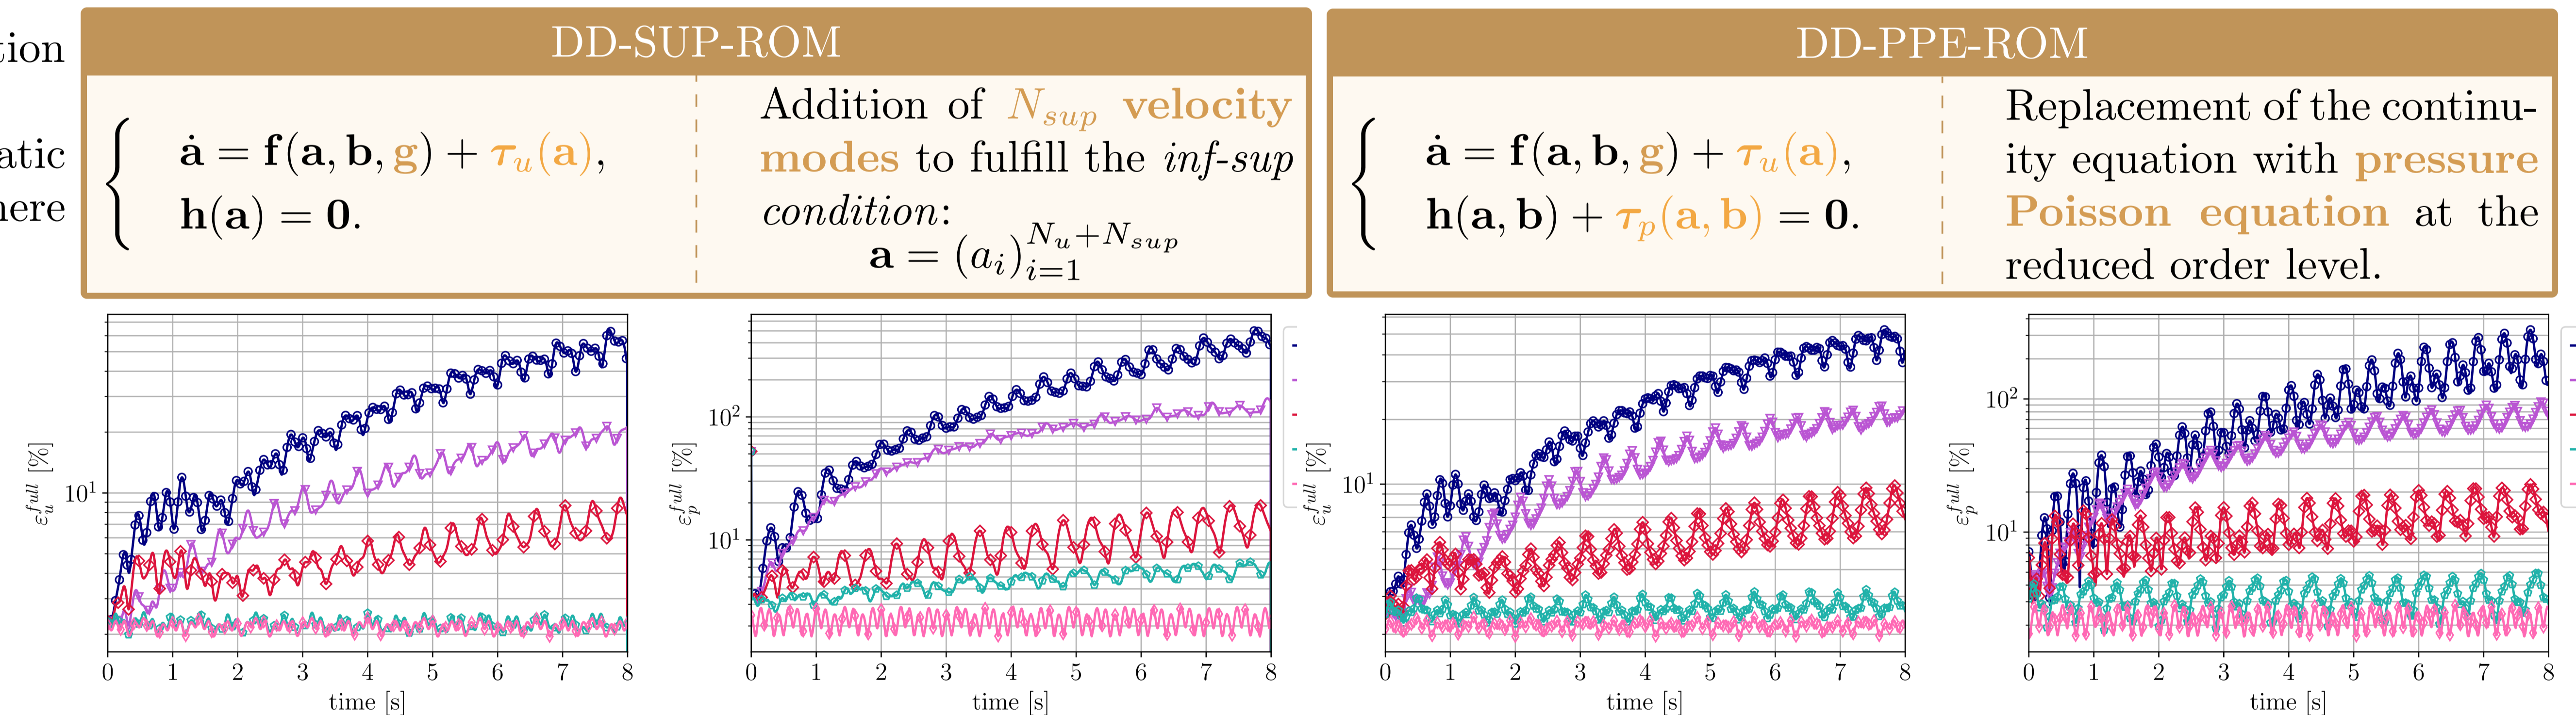 tion
atic
here
DD-SUP-ROM
ȧ = f(a, b, g) + τ_u(a),
h(a) = 0.
Addition of N_sup velocity
modes to fulfill the inf-sup
condition:
a = (a_i)_{i=1}^{N_u+N_sup}
DD-PPE-ROM
ȧ = f(a, b, g) + τ_u(a),
h(a, b) + τ_p(a, b) = 0.
Replacement of the continu-
ity equation with pressure
Poisson equation at the
reduced order level.
ε_u^{full} [%]
10^1
0 1 2 3 4 5 6 7 8
time [s]
ε_p^{full} [%]
10^2
10^1
0 1 2 3 4 5 6 7 8
time [s]
ε_u^{full} [%]
10^1
0 1 2 3 4 5 6 7 8
time [s]
ε_p^{full} [%]
10^2
10^1
0 1 2 3 4 5 6 7 8
time [s]